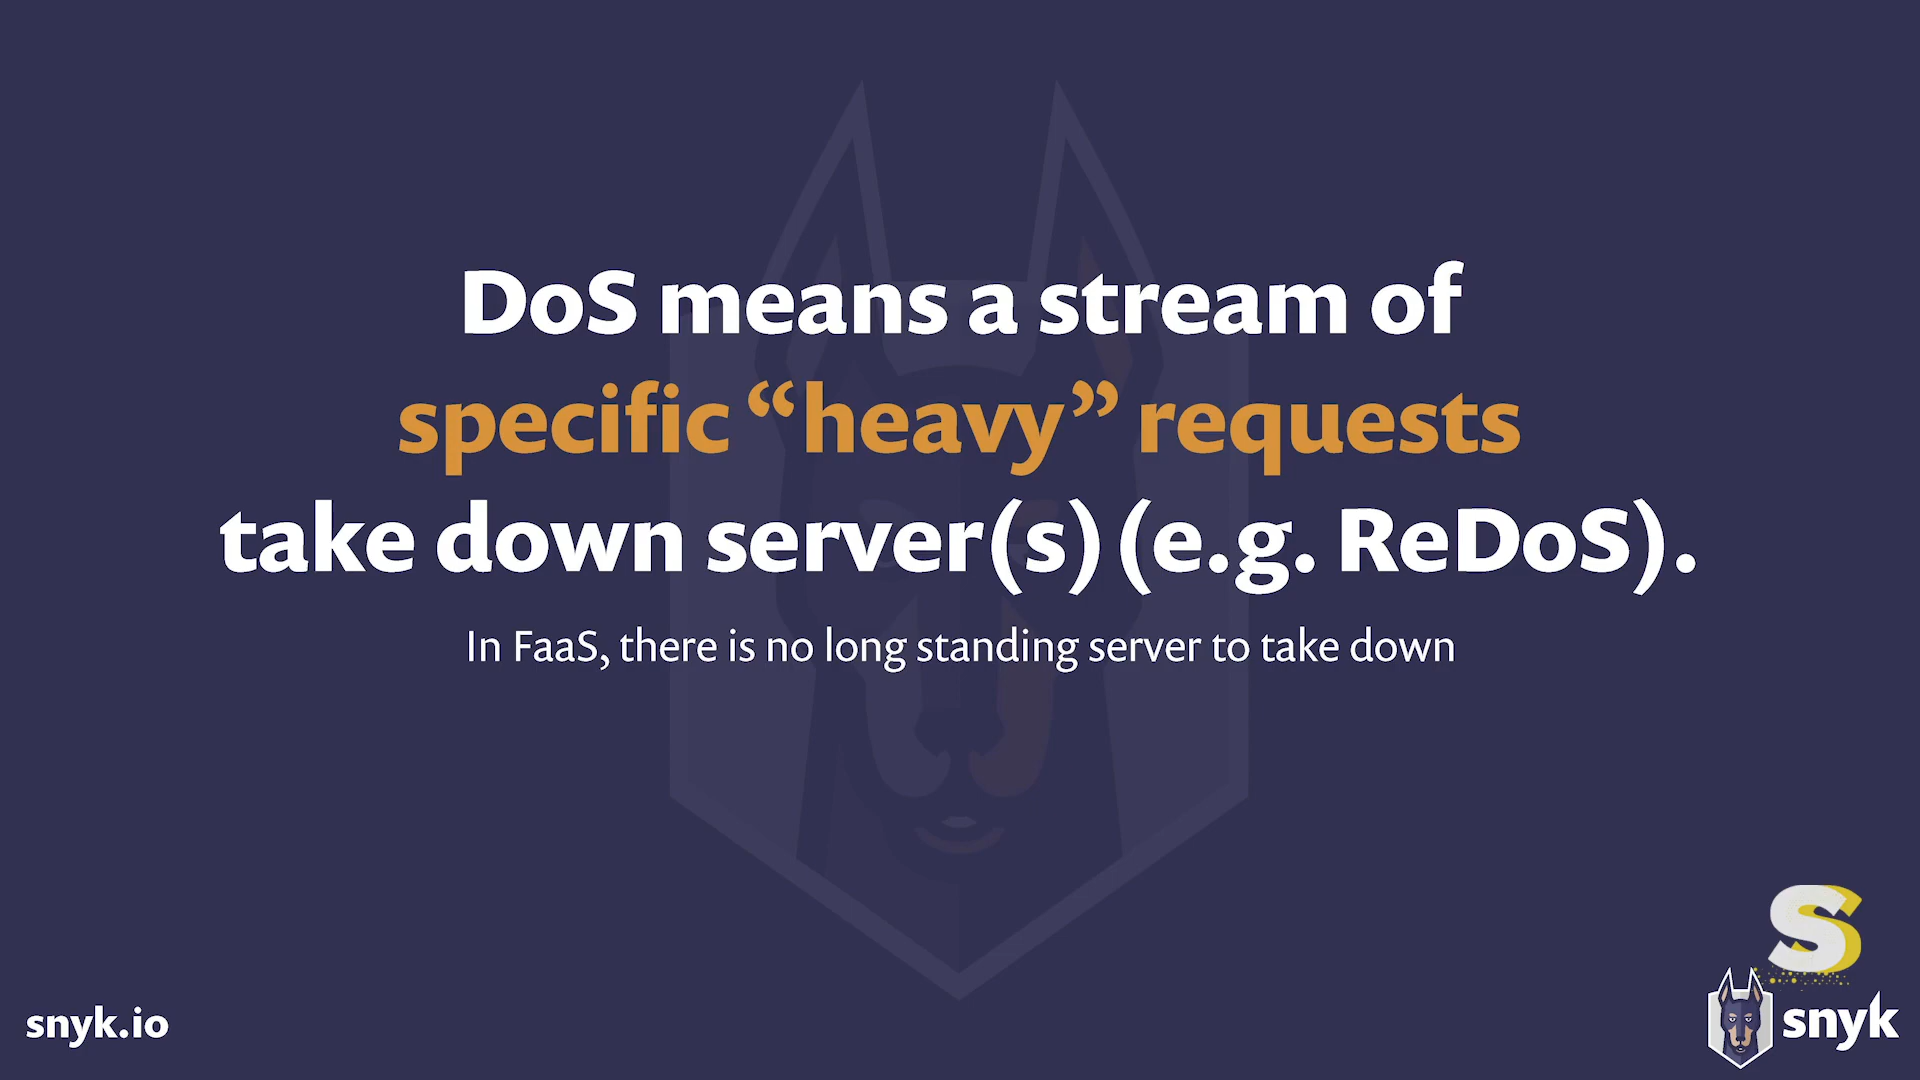 DoS means a stream of
specific “heavy” requests
take down server(s) (e.g. ReDoS).
In FaaS, there is no long standing server to take down
S
snyk.io
snyk